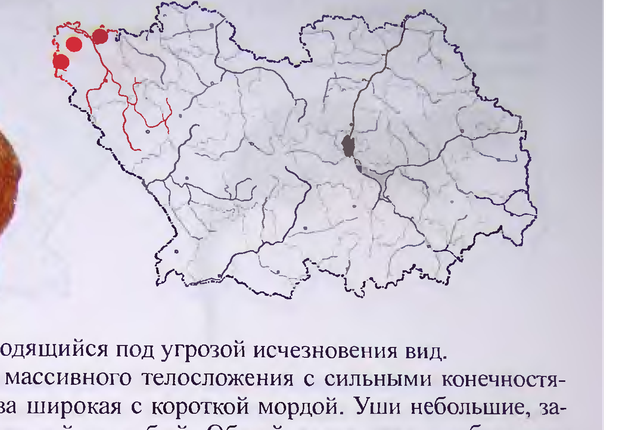 одящийся под угрозой исчезновения вид.
массивного телосложения с сильными конечностя-
ва широкая с короткой мордой. Уши небольшие, за-